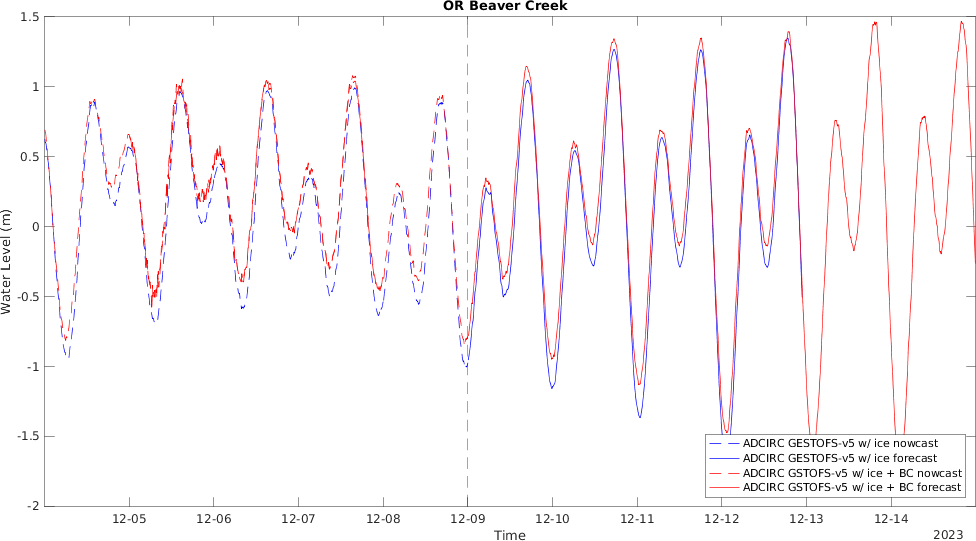 OR Beaver Creek
1.5
1
0.5
0
-0.5
-1
-1.5
-2
Water Level (m)
12-05 12-06 12-07 12-08 12-09 12-10 12-11 12-12 12-13 12-14
Time
2023
ADCIRC GESTOFS-v5 w/ ice nowcast
ADCIRC GESTOFS-v5 w/ ice forecast
ADCIRC GSTOFS-v5 w/ ice + BC nowcast
ADCIRC GSTOFS-v5 w/ ice + BC forecast